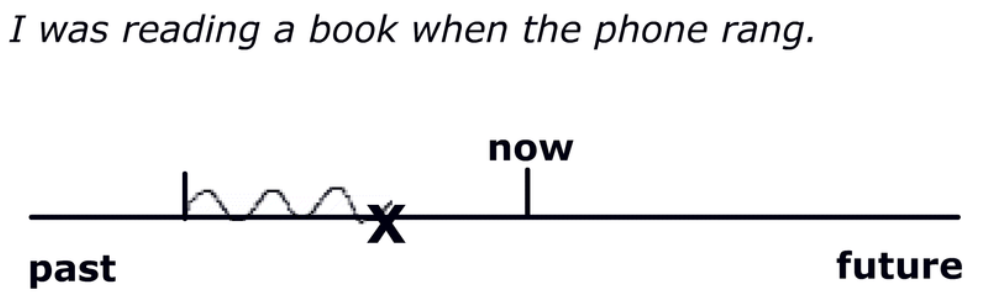 I was reading a book when the phone rang.
now
X
past future